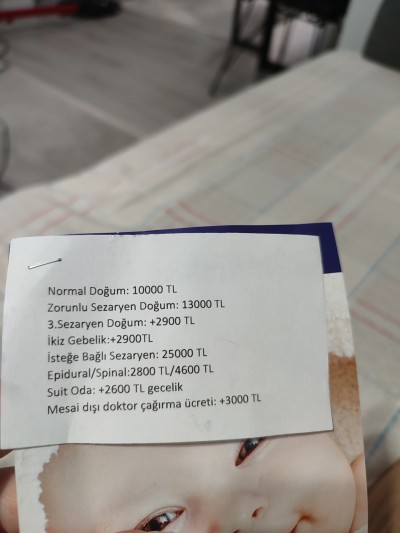 Normal Doğum: 10000 TL
Zorunlu Sezaryen Doğum: 13000 TL
3.Sezaryen Doğum: +2900 TL
İkiz Gebelik:+2900TL
İsteğe Bağlı Sezaryen: 25000 TL
Epidural/Spinal:2800 TL/4600 TL
Suit Oda: +2600 TL gecelik
Mesai dışı doktor çağırma ücreti: +3000 TL